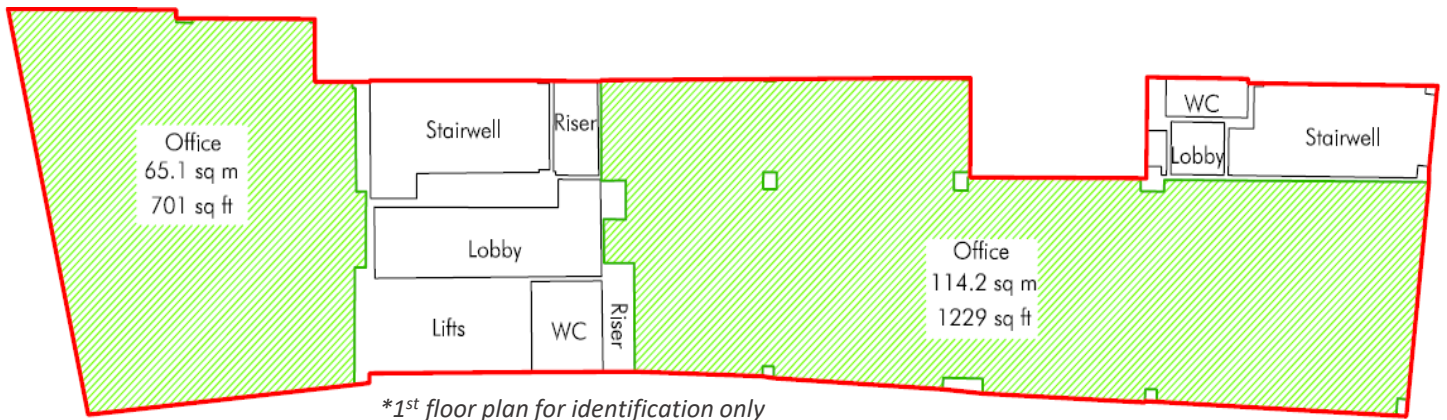 Office
65.1 sq m
701 sq ft
Stairwell
Riser
Lobby
Lifts
WC
Riser
Office
114.2 sq m
1229 sq ft
WC
Lobby
Stairwell
*1st floor plan for identification only